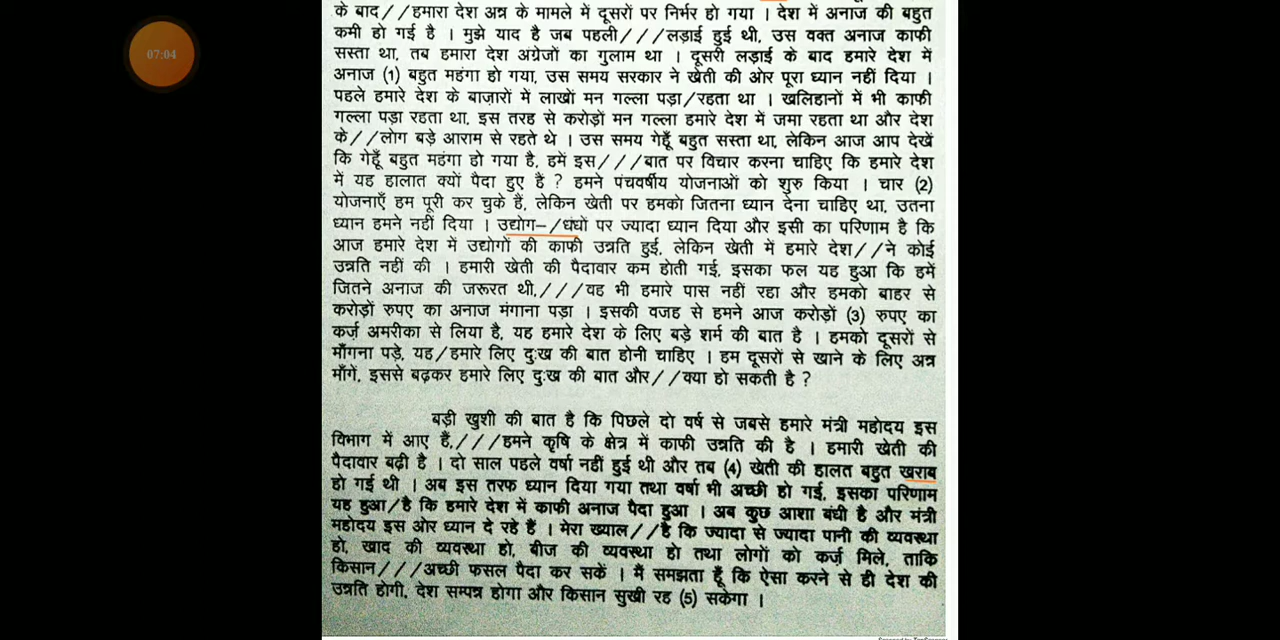 07:04
के बाद//हमारा देश अन्न के मामले में दूसरों पर निर्भर हो गया । देश में अनाज की बहुत
कमी हो गई है । मुझे याद है जब पहली///लड़ाई हुई थी, उस वक्त अनाज काफी
सस्ता था, तब हमारा देश अंग्रेजों का गुलाम था । दूसरी लड़ाई के बाद हमारे देश में
अनाज (1) बहुत महंगा हो गया, उस समय सरकार ने खेती की ओर पूरा ध्यान नहीं दिया ।
पहले हमारे देश के बाज़ारों में लाखों मन गल्ला पड़ा/रहता था । खलिहानों में भी काफी
गल्ला पड़ा रहता था, इस तरह से करोड़ों मन गल्ला हमारे देश में जमा रहता था और देश
के//लोग बड़े आराम से रहते थे । उस समय गेहूँ बहुत सस्ता था, लेकिन आज आप देखें
कि गेहूँ बहुत महंगा हो गया है, हमें इस///बात पर विचार करना चाहिए कि हमारे देश
में यह हालात क्यों पैदा हुए हैं ? हमने पंचवर्षीय योजनाओं को शुरु किया । चार (2)
योजनाएँ हम पूरी कर चुके हैं, लेकिन खेती पर हमको जितना ध्यान देना चाहिए था, उतना
ध्यान हमने नहीं दिया । उद्योग–/धंधों पर ज्यादा ध्यान दिया और इसी का परिणाम है कि
आज हमारे देश में उद्योगों की काफी उन्नति हुई, लेकिन खेती में हमारे देश//ने कोई
उन्नति नहीं की । हमारी खेती की पैदावार कम होती गई, इसका फल यह हुआ कि हमें
जितने अनाज की जरूरत थी,///वह भी हमारे पास नहीं रहा और हमको बाहर से
करोड़ों रुपए का अनाज मंगाना पड़ा । इसकी वजह से हमने आज करोड़ों (3) रुपए का
कर्ज़ अमरीका से लिया है, यह हमारे देश के लिए बड़े शर्म की बात है । हमको दूसरों से
माँगना पड़े, यह/हमारे लिए दुःख की बात होनी चाहिए । हम दूसरों से खाने के लिए अन्न
माँगें, इससे बढ़कर हमारे लिए दुःख की बात और//क्या हो सकती है ?
बड़ी खुशी की बात है कि पिछले दो वर्ष से जबसे हमारे मंत्री महोदय इस
विभाग में आए हैं,///हमने कृषि के क्षेत्र में काफी उन्नति की है । हमारी खेती की
पैदावार बढ़ी है । दो साल पहले वर्षा नहीं हुई थी और तब (4) खेती की हालत बहुत खराब
हो गई थी । अब इस तरफ ध्यान दिया गया तथा वर्षा भी अच्छी हो गई, इसका परिणाम
यह हुआ/है कि हमारे देश में काफी अनाज पैदा हुआ । अब कुछ आशा बंधी है और मंत्री
महोदय इस ओर ध्यान दे रहे हैं । मेरा ख्याल//है कि ज्यादा से ज्यादा पानी की व्यवस्था
हो, खाद की व्यवस्था हो, बीज की व्यवस्था हो तथा लोगों को कर्ज़ मिले, ताकि
किसान///अच्छी फसल पैदा कर सकें । मैं समझता हूँ कि ऐसा करने से ही देश की
उन्नति होगी, देश सम्पन्न होगा और किसान सुखी रह (5) सकेगा ।